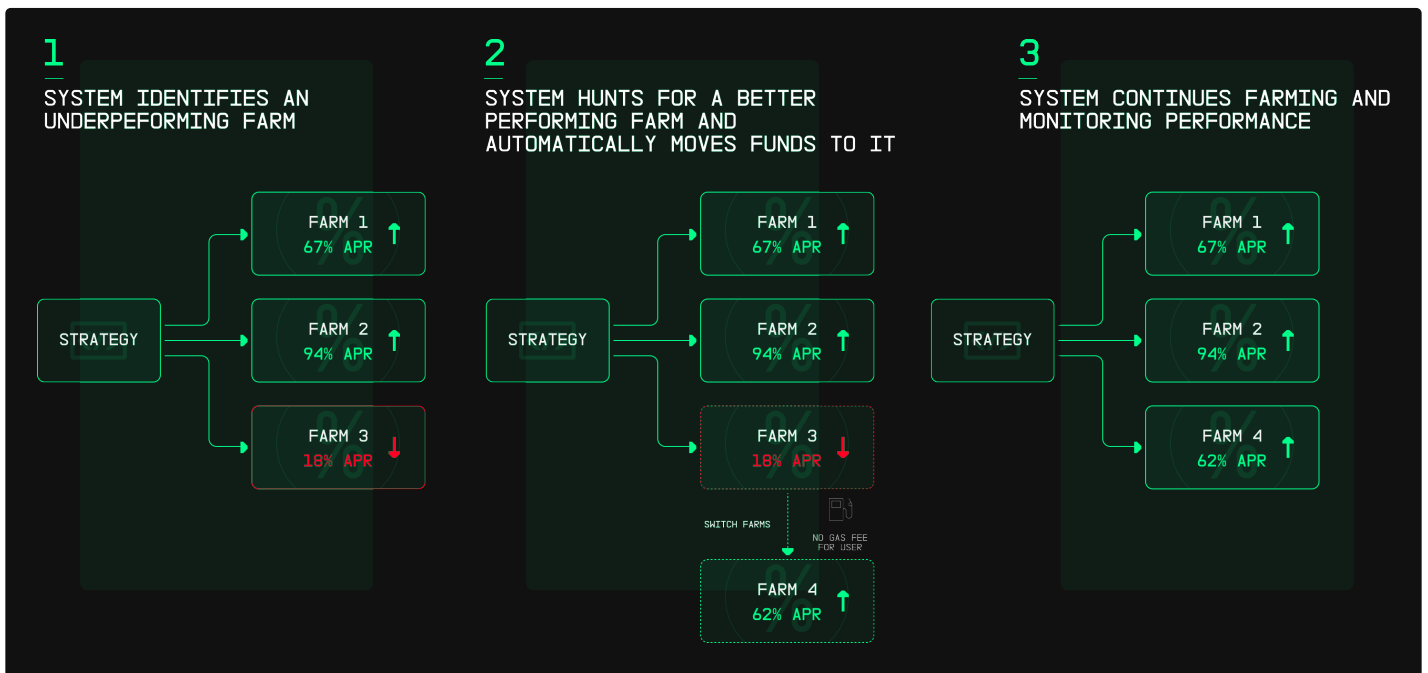 1
SYSTEM IDENTIFIES AN
UNDERPEFORMING FARM
STRATEGY
FARM 1
67% APR
FARM 2
94% APR
FARM 3
18% APR
2
SYSTEM HUNTS FOR A BETTER
PERFORMING FARM AND
AUTOMATICALLY MOVES FUNDS TO IT
STRATEGY
FARM 1
67% APR
FARM 2
94% APR
FARM 3
18% APR
SWITCH FARMS
NO GAS FEE
FOR USER
FARM 4
62% APR
3
SYSTEM CONTINUES FARMING AND
MONITORING PERFORMANCE
STRATEGY
FARM 1
67% APR
FARM 2
94% APR
FARM 4
62% APR